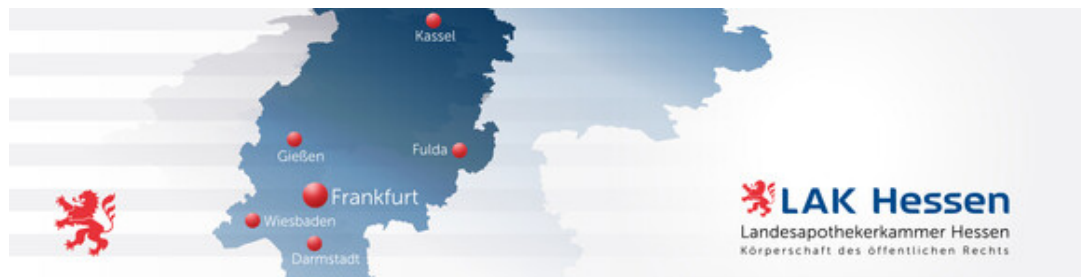 Kassel
Gießen
Fulda
Frankfurt
Wiesbaden
Darmstadt
LAK Hessen
Landesapothekerkammer Hessen
Körperschaft des öffentlichen Rechts